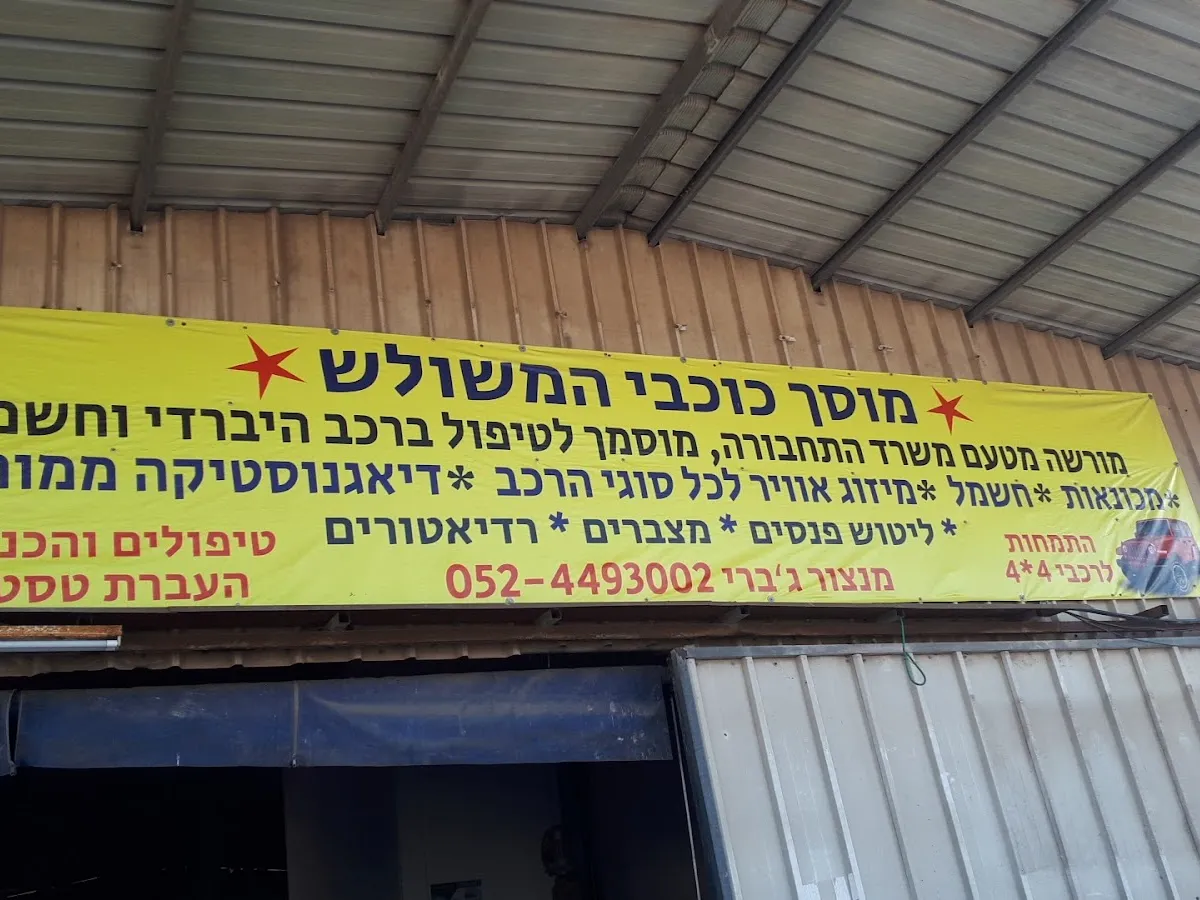 מוסך כוכבי המשולש
מורשה מטעם משרד התחבורה, מוסמך לטיפול ברכב היברדי וחשמ
*מכונאות *חשמל *מיזוג אוויר לכל סוגי הרכב *דיאגנוסטיקה ממוח
* ליטוש פנסים * מצברים * רדיאטורים
התמחות
לרכבי 4*4
מנצור ג'ברי 052-4493002
טיפולים והכנ
העברת טסט